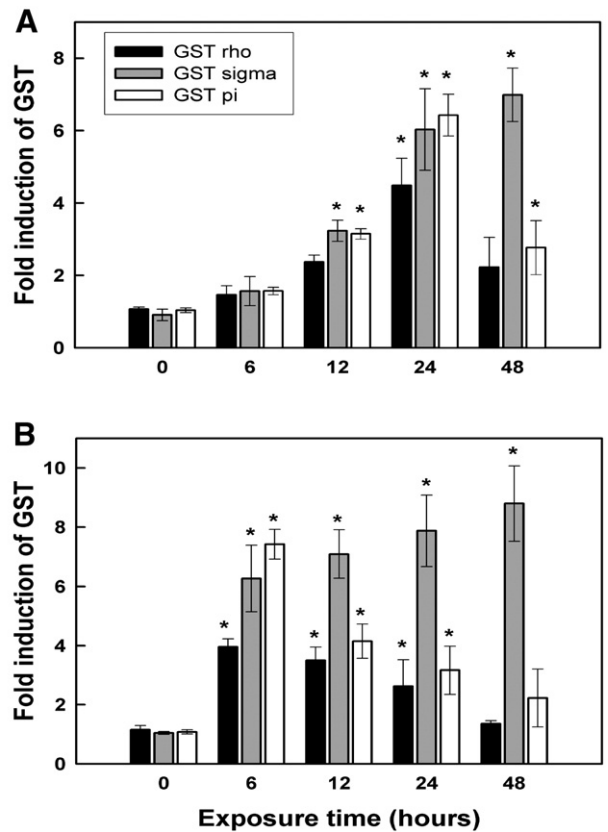 A
GST rho
GST sigma
GST pi
Fold induction of GST
8
6
4
2
0
* * * * * * *
0 6 12 24 48
B
Fold induction of GST
10
8
6
4
2
0
* * * * * * * * * *
0 6 12 24 48
Exposure time (hours)